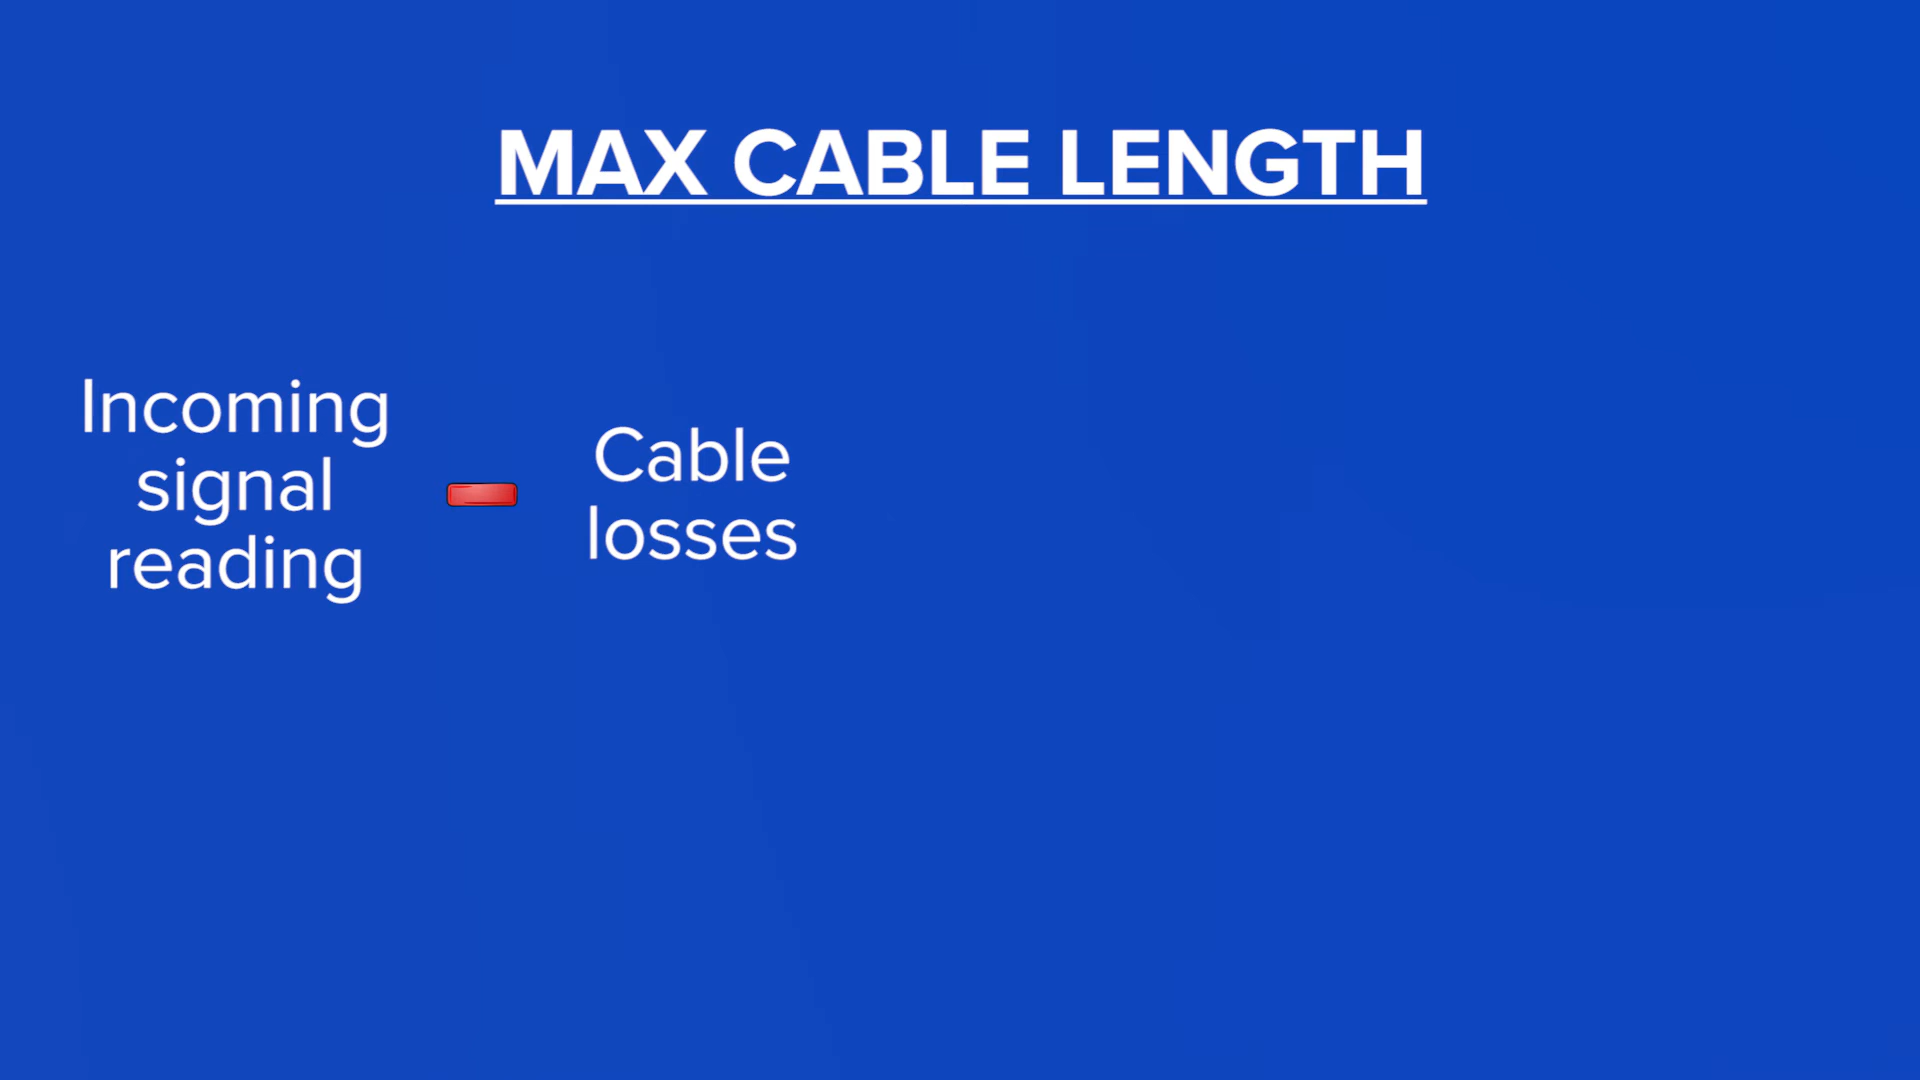 MAX CABLE LENGTH
Incoming
signal
reading
Cable
losses